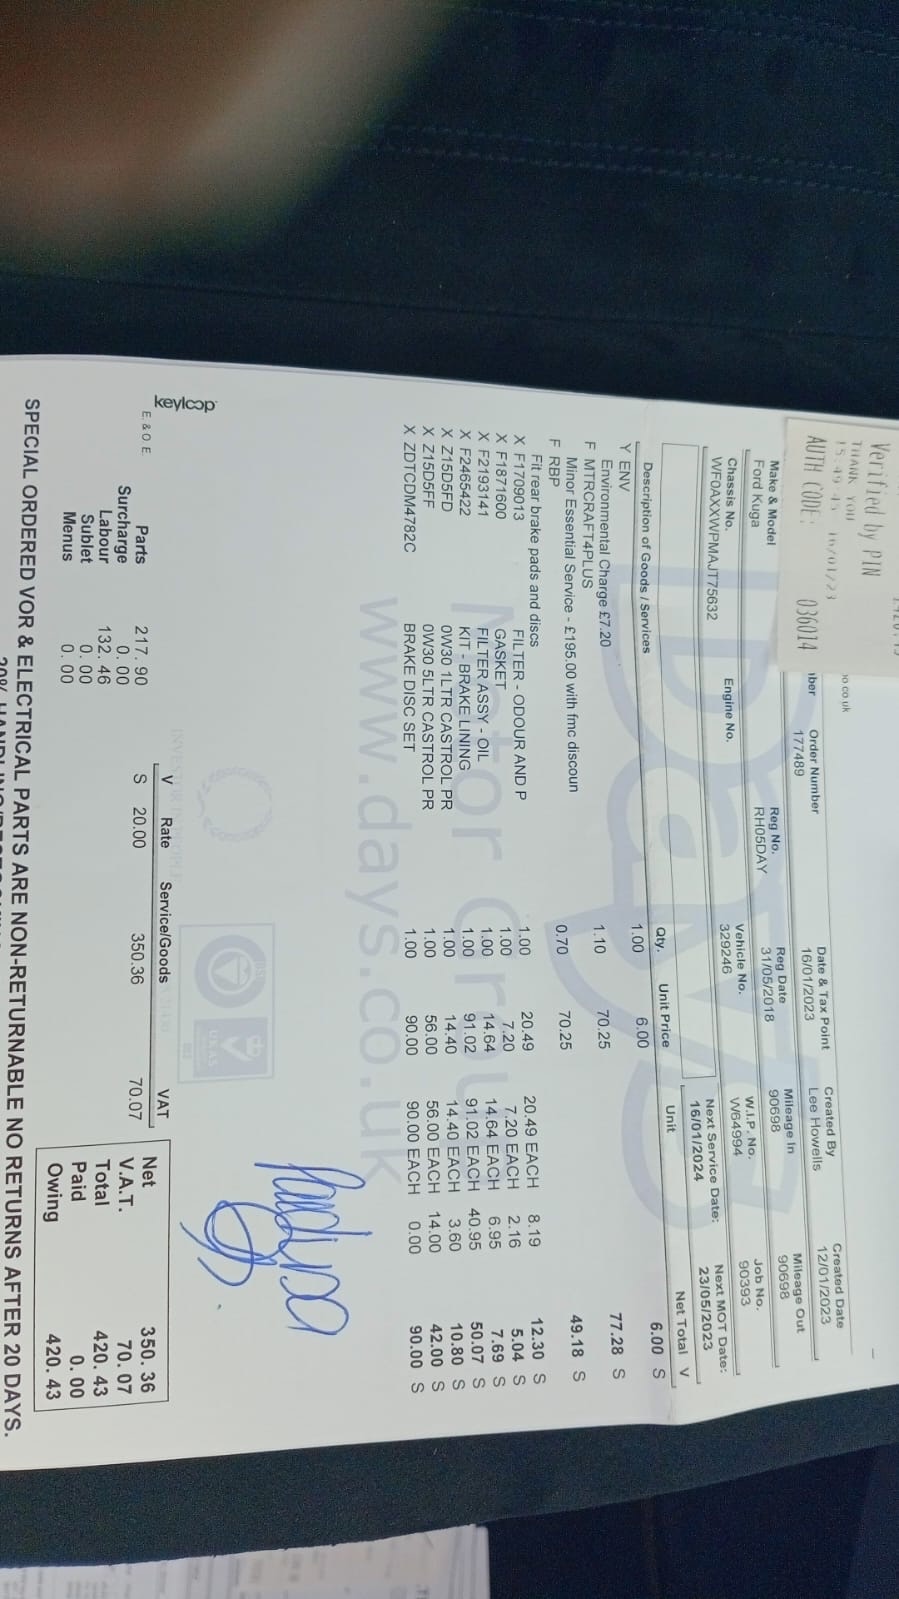 Verified by PIN
THANK YOU
15:49:45 16/01/23
AUTH CODE: 036014
co.uk
Order Number
177489
Date & Tax Point
16/01/2023
Created By
Lee Howells
Created Date
12/01/2023
Make & Model
Ford Kuga
Reg No.
RH05DAY
Reg Date
31/05/2018
Mileage In
90698
Mileage Out
90698
Chassis No.
WF0AXXWPMAJT75632
Engine No.
Vehicle No.
329246
W.I.P. No.
W64994
Job No.
90393
Next Service Date:
16/01/2024
Next MOT Date:
23/05/2023
Description of Goods / Services Qty. Unit Price Unit Net Total V
Y ENV 1.00 6.00 6.00 S
Environmental Charge £7.20
F MTRCRAFT4PLUS 1.10 70.25 77.28 S
Minor Essential Service - £195.00 with fmc discoun
F RBP 0.70 70.25 49.18 S
Fit rear brake pads and discs
X F1709013 FILTER - ODOUR AND P 1.00 20.49 20.49 EACH 8.19 12.30 S
X F1871600 GASKET 1.00 7.20 7.20 EACH 2.16 5.04 S
X F2193141 FILTER ASSY - OIL 1.00 14.64 14.64 EACH 6.95 7.69 S
X F2465422 KIT - BRAKE LINING 1.00 91.02 91.02 EACH 40.95 50.07 S
X Z15D5FD 0W30 1LTR CASTROL PR 1.00 14.40 14.40 EACH 3.60 10.80 S
X Z15D5FF 0W30 5LTR CASTROL PR 1.00 56.00 56.00 EACH 14.00 42.00 S
X ZDTCDM4782C BRAKE DISC SET 1.00 90.00 90.00 EACH 0.00 90.00 S
Days
Motor Group
www.days.co.uk
keyloop
E. & O.E.
Parts 217.90
Surcharge 0.00
Labour 132.46
Sublet 0.00
Menus 0.00
V Rate Service/Goods VAT
S 20.00 350.36 70.07
Net 350.36
V.A.T. 70.07
Total 420.43
Paid 0.00
Owing 420.43
SPECIAL ORDERED VOR & ELECTRICAL PARTS ARE NON-RETURNABLE NO RETURNS AFTER 20 DAYS.